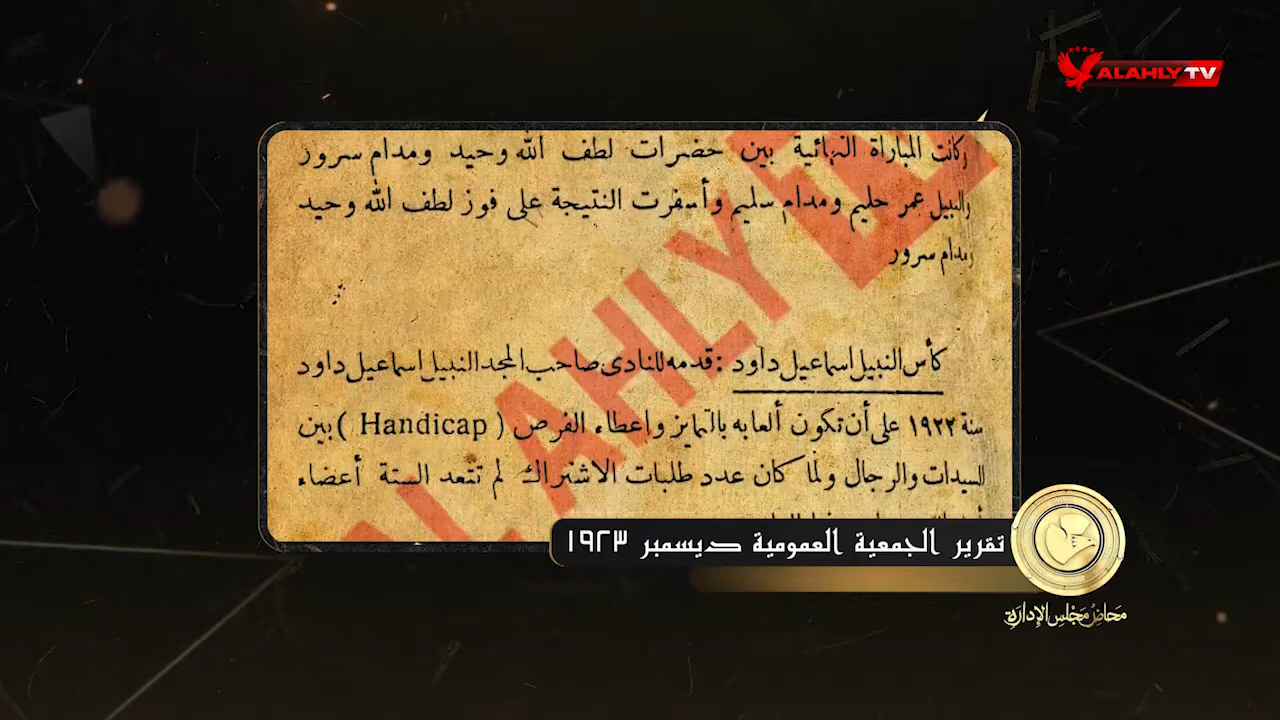 ALAHLY TV
وكانت المباراة النهائية بين حضرات لطف الله وحيد ومدام سرور
والنبيل عمر حليم ومدام سليم وأسفرت النتيجة على فوز لطف الله وحيد
ومدام سرور
كأس النبيل اسماعيل داود : قدمه للنادى صاحب المجد النبيل اسماعيل داود
سنة ١٩٢٢ على أن تكون ألعابه بالتمايز واعطاء الفرص ( Handicap ) بين
السيدات والرجال ولما كان عدد طلبات الاشتراك لم تتعد الستة أعضاء
ALAHLY
تقرير الجمعية العمومية ديسمبر ١٩٢٣
محاضر مجلس الإدارة